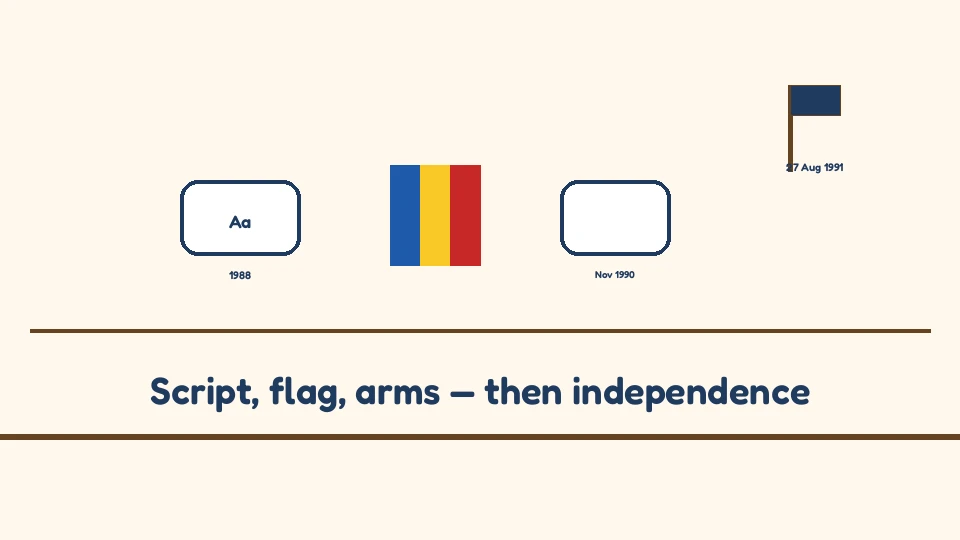 27 Aug 1991
Aa
1988
Nov 1990
Script, flag, arms — then independence